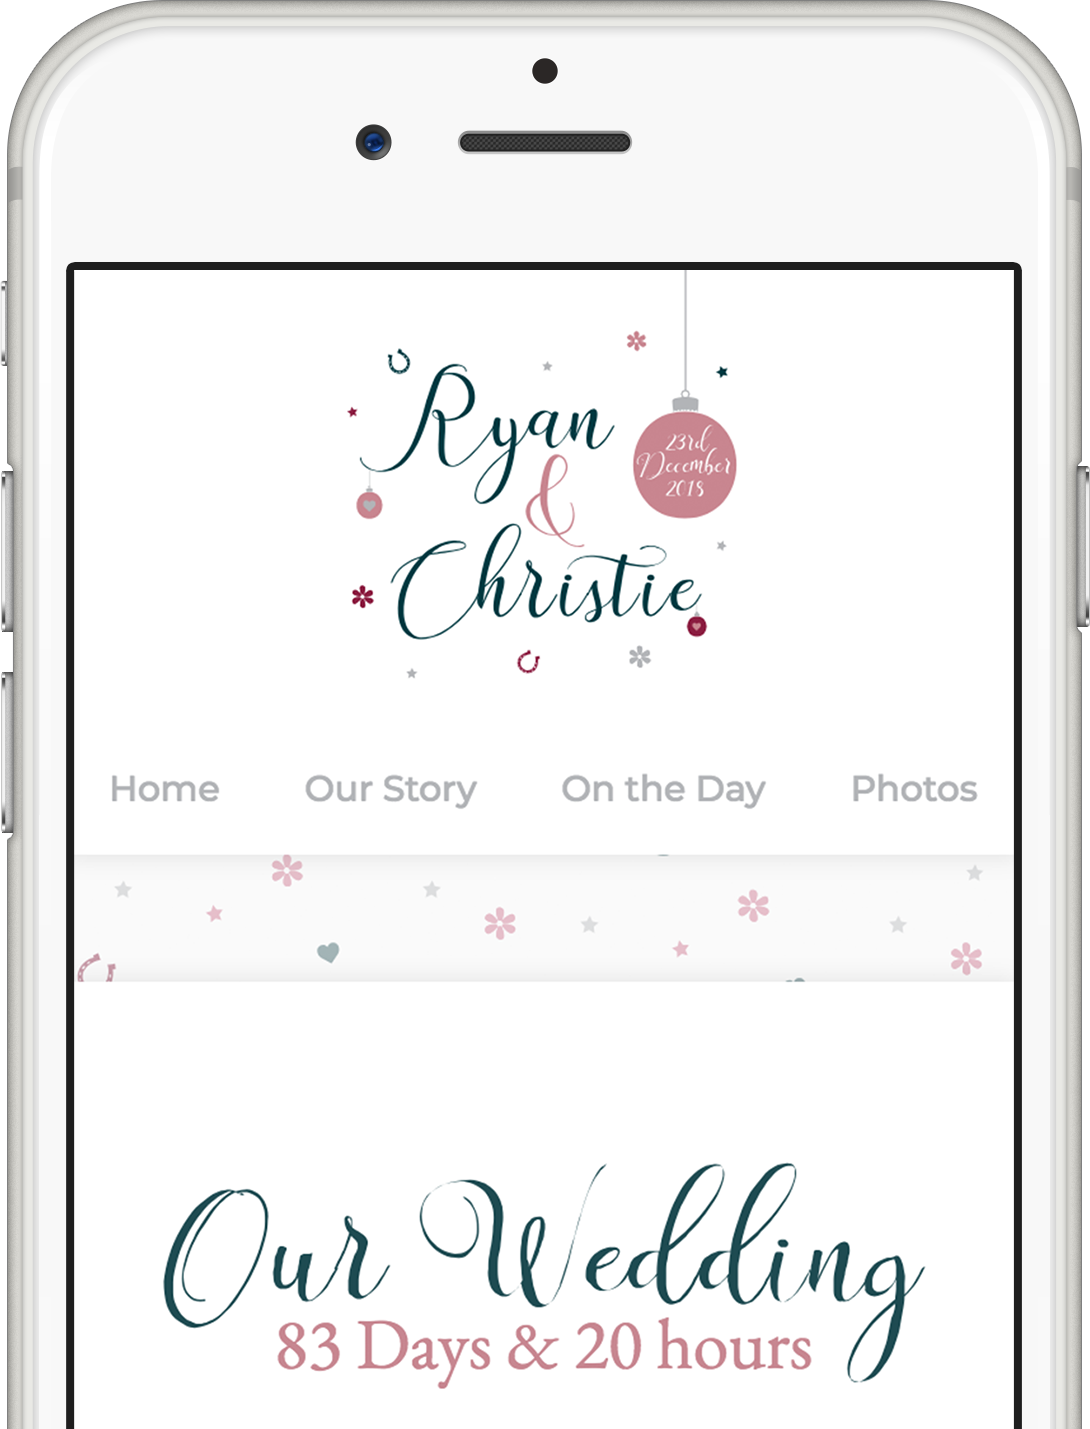 Ryan
&
Christie
23rd
December
2018
Home Our Story On the Day Photos
Our Wedding
83 Days & 20 hours